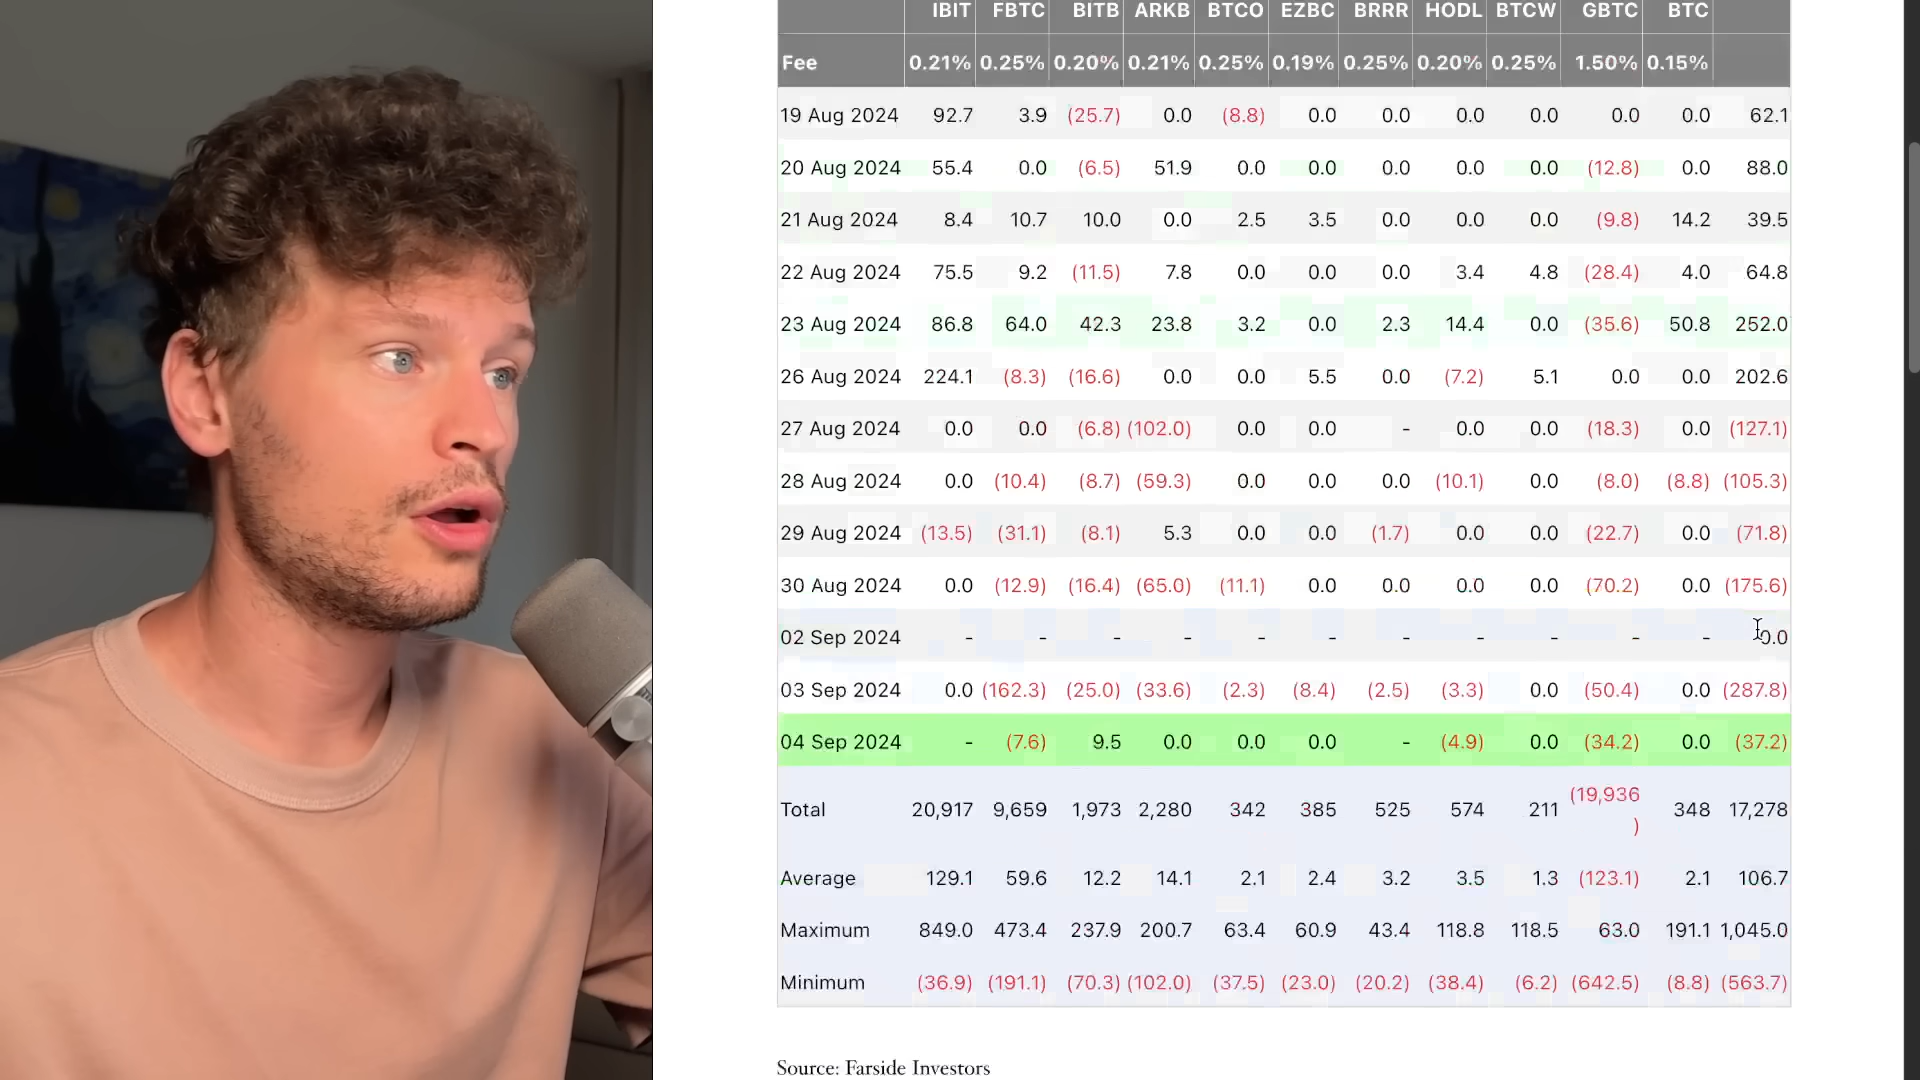 IBIT FBTC BITB ARKB BTCO EZBC BRRR HODL BTCW GBTC BTC
Fee 0.21% 0.25% 0.20% 0.21% 0.25% 0.19% 0.25% 0.20% 0.25% 1.50% 0.15%
19 Aug 2024 92.7 3.9 (25.7) 0.0 (8.8) 0.0 0.0 0.0 0.0 0.0 0.0 62.1
20 Aug 2024 55.4 0.0 (6.5) 51.9 0.0 0.0 0.0 0.0 0.0 (12.8) 0.0 88.0
21 Aug 2024 8.4 10.7 10.0 0.0 2.5 3.5 0.0 0.0 0.0 (9.8) 14.2 39.5
22 Aug 2024 75.5 9.2 (11.5) 7.8 0.0 0.0 0.0 3.4 4.8 (28.4) 4.0 64.8
23 Aug 2024 86.8 64.0 42.3 23.8 3.2 0.0 2.3 14.4 0.0 (35.6) 50.8 252.0
26 Aug 2024 224.1 (8.3) (16.6) 0.0 0.0 5.5 0.0 (7.2) 5.1 0.0 0.0 202.6
27 Aug 2024 0.0 0.0 (6.8) (102.0) 0.0 0.0 - 0.0 0.0 (18.3) 0.0 (127.1)
28 Aug 2024 0.0 (10.4) (8.7) (59.3) 0.0 0.0 0.0 (10.1) 0.0 (8.0) (8.8) (105.3)
29 Aug 2024 (13.5) (31.1) (8.1) 5.3 0.0 0.0 (1.7) 0.0 0.0 (22.7) 0.0 (71.8)
30 Aug 2024 0.0 (12.9) (16.4) (65.0) (11.1) 0.0 0.0 0.0 0.0 (70.2) 0.0 (175.6)
02 Sep 2024 - - - - - - - - - - - 0.0
03 Sep 2024 0.0 (162.3) (25.0) (33.6) (2.3) (8.4) (2.5) (3.3) 0.0 (50.4) 0.0 (287.8)
04 Sep 2024 - (7.6) 9.5 0.0 0.0 0.0 - (4.9) 0.0 (34.2) 0.0 (37.2)
Total 20,917 9,659 1,973 2,280 342 385 525 574 211 (19,936) 348 17,278
Average 129.1 59.6 12.2 14.1 2.1 2.4 3.2 3.5 1.3 (123.1) 2.1 106.7
Maximum 849.0 473.4 237.9 200.7 63.4 60.9 43.4 118.8 118.5 63.0 191.1 1,045.0
Minimum (36.9) (191.1) (70.3) (102.0) (37.5) (23.0) (20.2) (38.4) (6.2) (642.5) (8.8) (563.7)
Source: Farside Investors